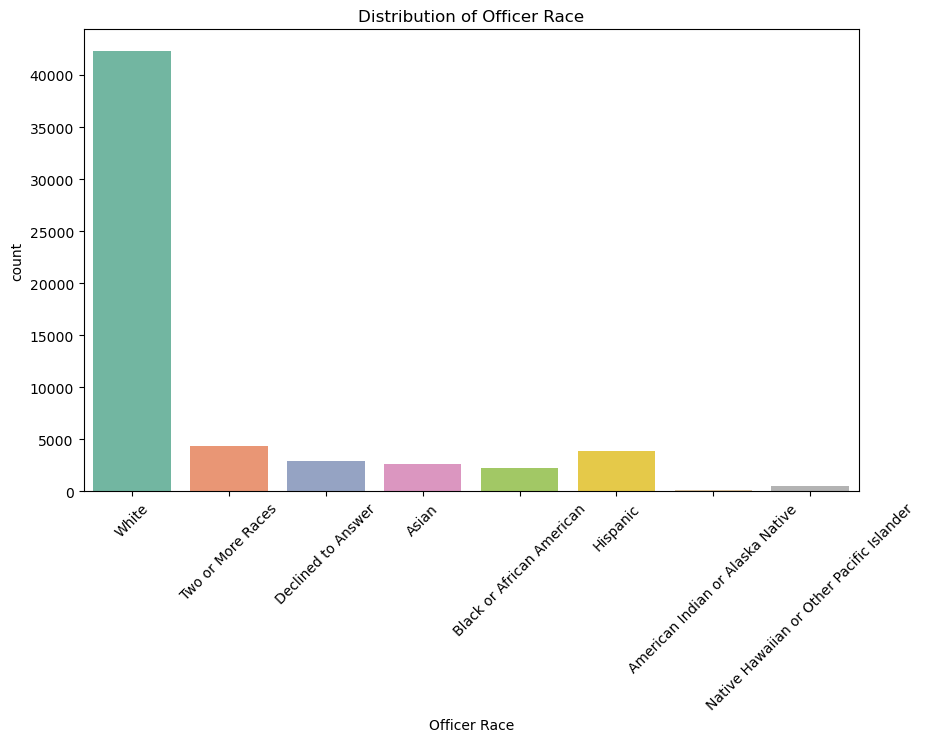 Distribution of Officer Race
count
40000
35000
30000
25000
20000
15000
10000
5000
0
White
Two or More Races
Declined to Answer
Asian
Black or African American
Hispanic
American Indian or Alaska Native
Native Hawaiian or Other Pacific Islander
Officer Race